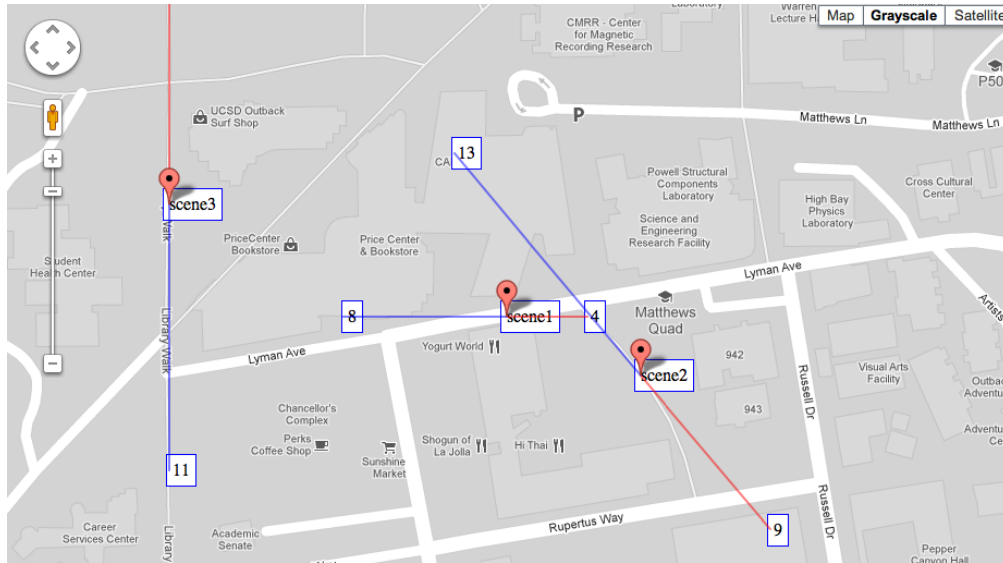 Laboratory
CMRR - Center
for Magnetic
Recording Research
Warren
Map
Grayscale
Satellite
P
Matthews Ln
Matthews Ln
UCSD Outback
Surf Shop
13
CA
scene3
Walk
Powell Structural
Components
Laboratory
Science and
Engineering
Research Facility
High Bay
Physics
Laboratory
Cross Cultural
Center
PriceCenter
Bookstore
Price Center
& Bookstore
Student
Health Center
Lyman Ave
8
scene1
4
Matthews
Quad
Library Walk
Lyman Ave
Yogurt World
scene2
942
943
Russell Dr
Visual Arts
Facility
Chancellor's
Complex
Perks
Coffee Shop
Sunshine
Market
Shogun of
La Jolla
Hi Thai
11
Career
Services Center
Academic
Senate
Library
Rupertus Way
9
Russell Dr
Pepper
Canyon Hall